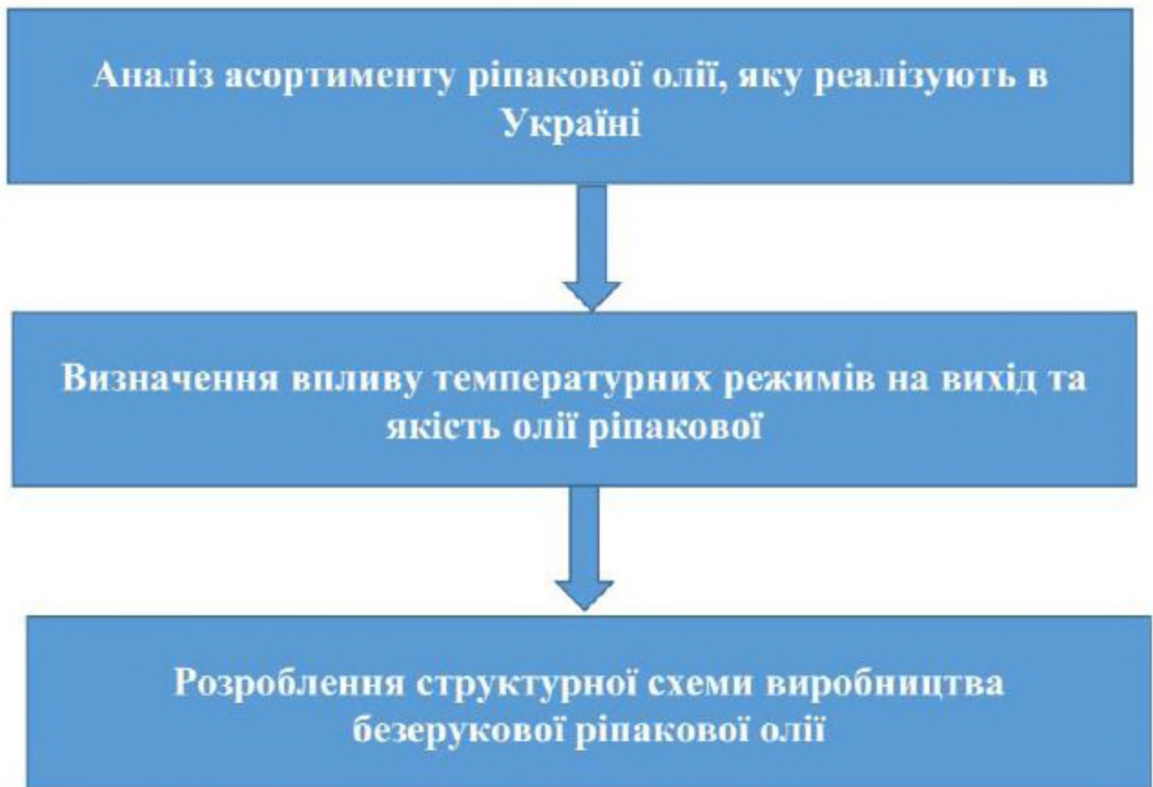 Аналіз асортименту ріпакової олії, яку реалізують в
Україні
Визначення впливу температурних режимів на вихід та
якість олії ріпакової
Розроблення структурної схеми виробництва
безерукової ріпакової олії